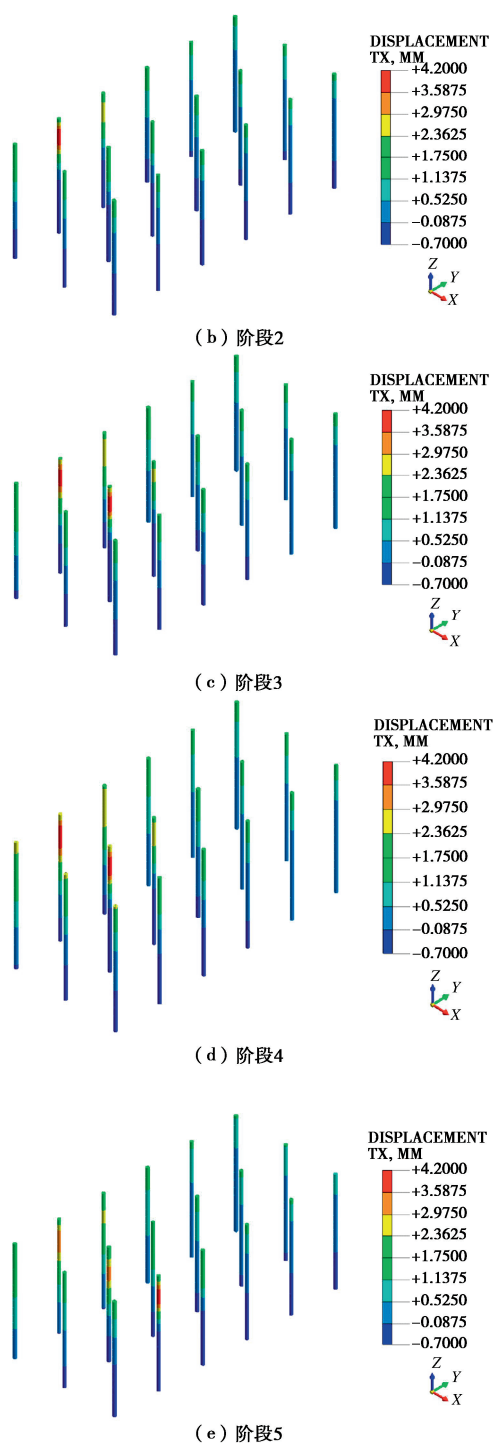 DISPLACEMENT
TX, MM
+4.2000
+3.5875
+2.9750
+2.3625
+1.7500
+1.1375
+0.5250
−0.0875
−0.7000
Z
Y
X
(b)阶段2
DISPLACEMENT
TX, MM
+4.2000
+3.5875
+2.9750
+2.3625
+1.7500
+1.1375
+0.5250
−0.0875
−0.7000
Z
Y
X
(c)阶段3
DISPLACEMENT
TX, MM
+4.2000
+3.5875
+2.9750
+2.3625
+1.7500
+1.1375
+0.5250
−0.0875
−0.7000
Z
Y
X
(d)阶段4
DISPLACEMENT
TX, MM
+4.2000
+3.5875
+2.9750
+2.3625
+1.7500
+1.1375
+0.5250
−0.0875
−0.7000
Z
Y
X
(e)阶段5